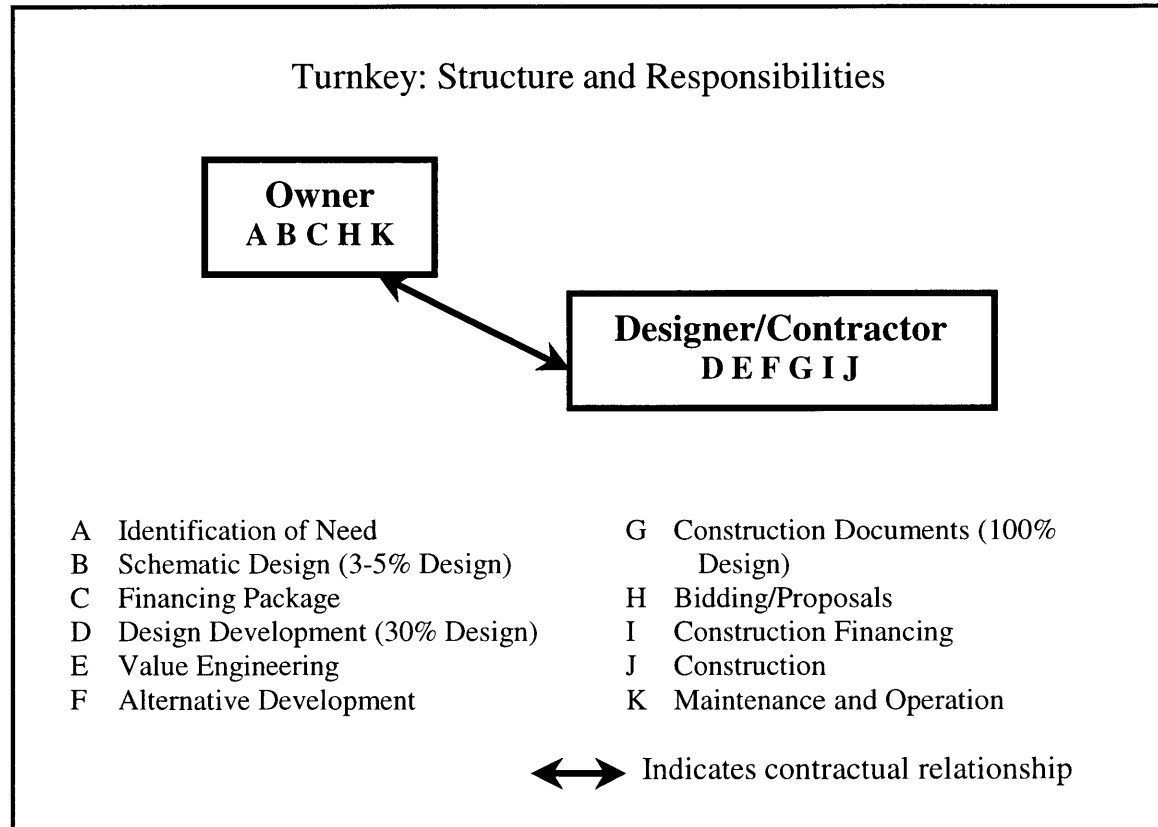 Turnkey: Structure and Responsibilities
Owner
A B C H K
Designer/Contractor
D E F G I J
A Identification of Need
B Schematic Design (3-5% Design)
C Financing Package
D Design Development (30% Design)
E Value Engineering
F Alternative Development
G Construction Documents (100%
Design)
H Bidding/Proposals
I Construction Financing
J Construction
K Maintenance and Operation
Indicates contractual relationship